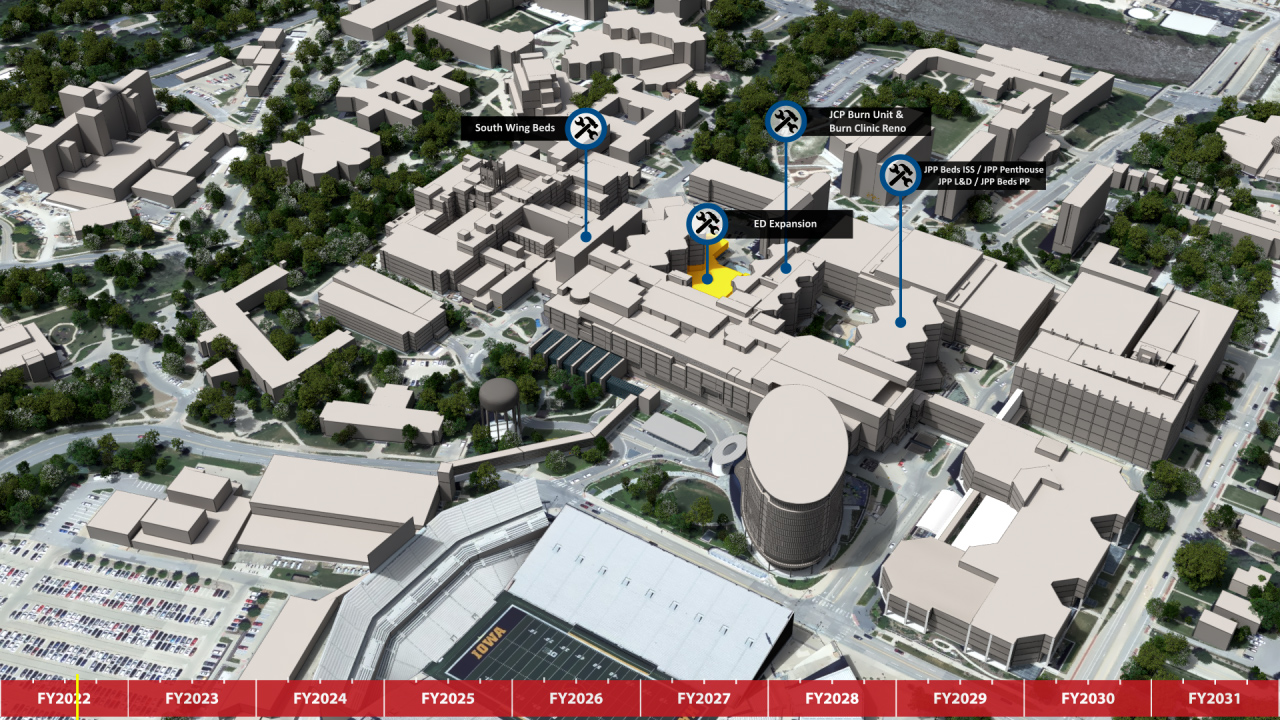 South Wing Beds
JCP Burn Unit &
Burn Clinic Reno
JPP Beds ISS / JPP Penthouse
JPP L&D / JPP Beds PP
ED Expansion
IOWA
FY2022
FY2023
FY2024
FY2025
FY2026
FY2027
FY2028
FY2029
FY2030
FY2031